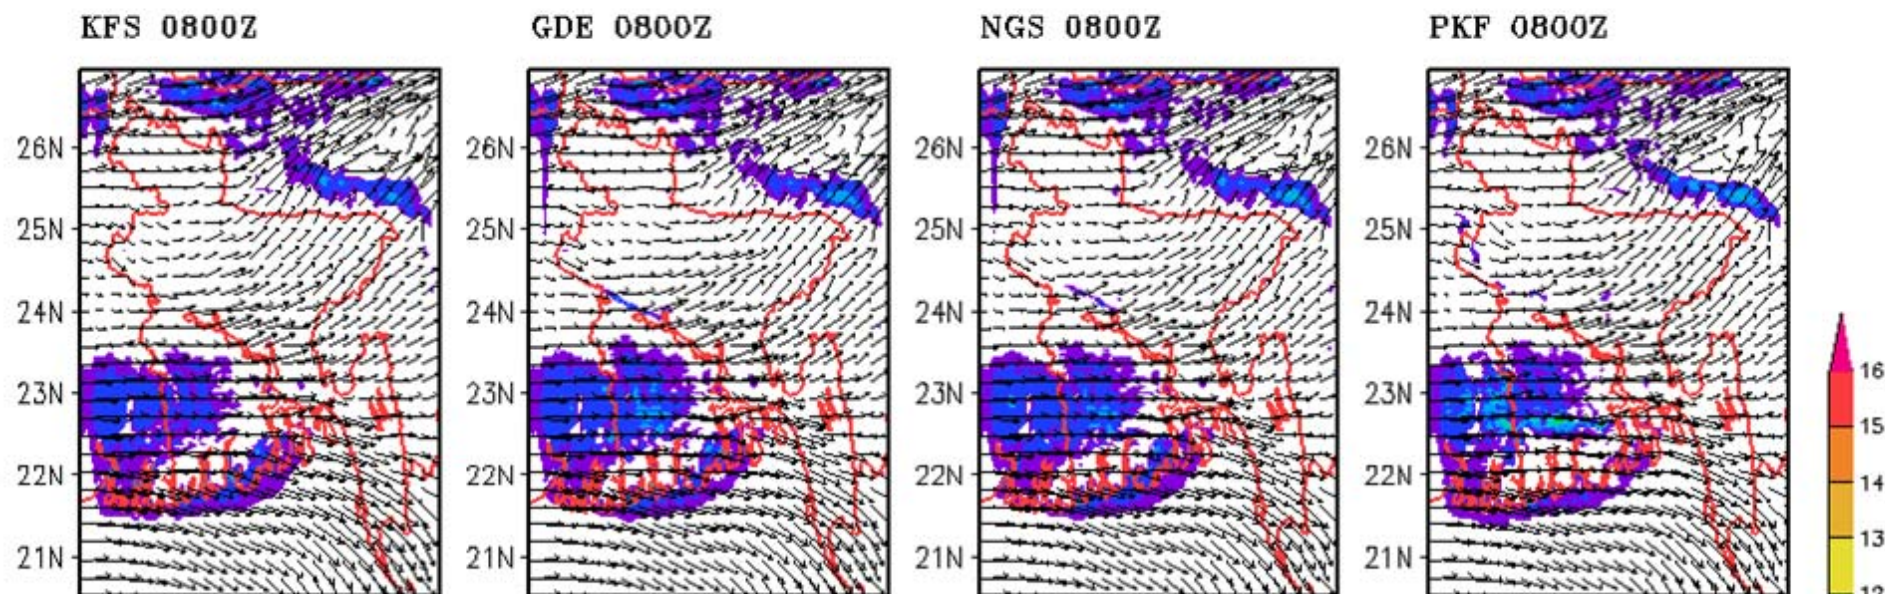 KFS 0800Z GDE 0800Z NGS 0800Z PKF 0800Z
26N 26N 26N 26N
25N 25N 25N 25N
24N 24N 24N 24N
16
23N 23N 23N 23N
15
22N 22N 22N 22N
14
13
21N 21N 21N 21N
12